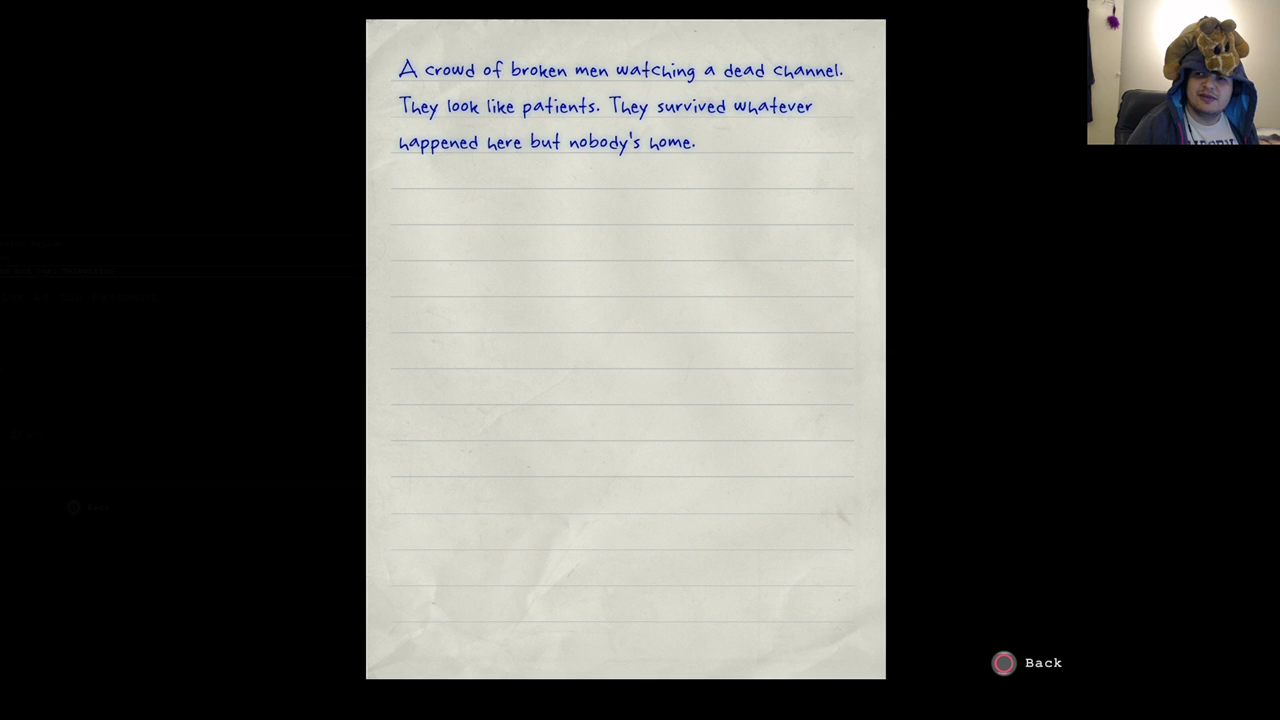 A crowd of broken men watching a dead channel.
They look like patients. They survived whatever
happened here but nobody's home.
Back